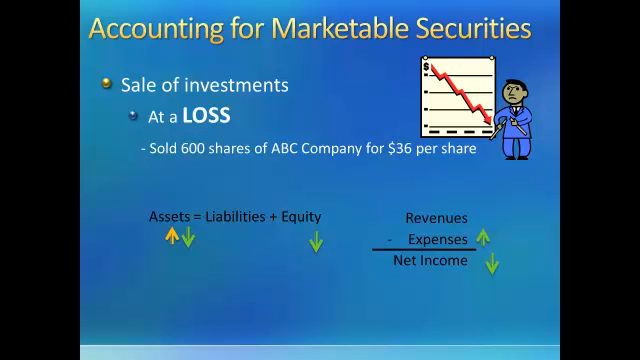 Accounting for Marketable Securities
Sale of investments
At a LOSS
$
- Sold 600 shares of ABC Company for $36 per share
Assets = Liabilities + Equity
Revenues
- Expenses
Net Income